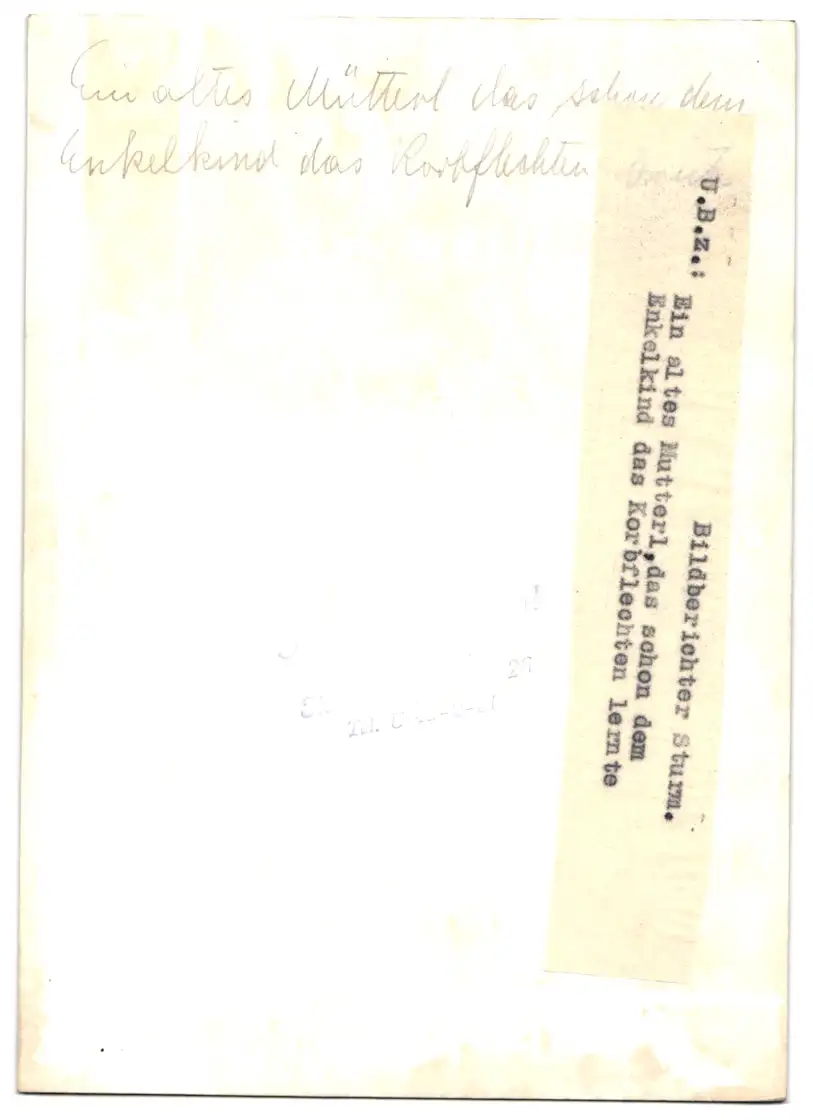 Ein altes Mütterl das schon dem
Enkelkind das Korbflechten
Bildberichter Sturm.
U.B.z.: Ein altes Mutterl,das schon dem
Enkelkind das Korbflechten lernte